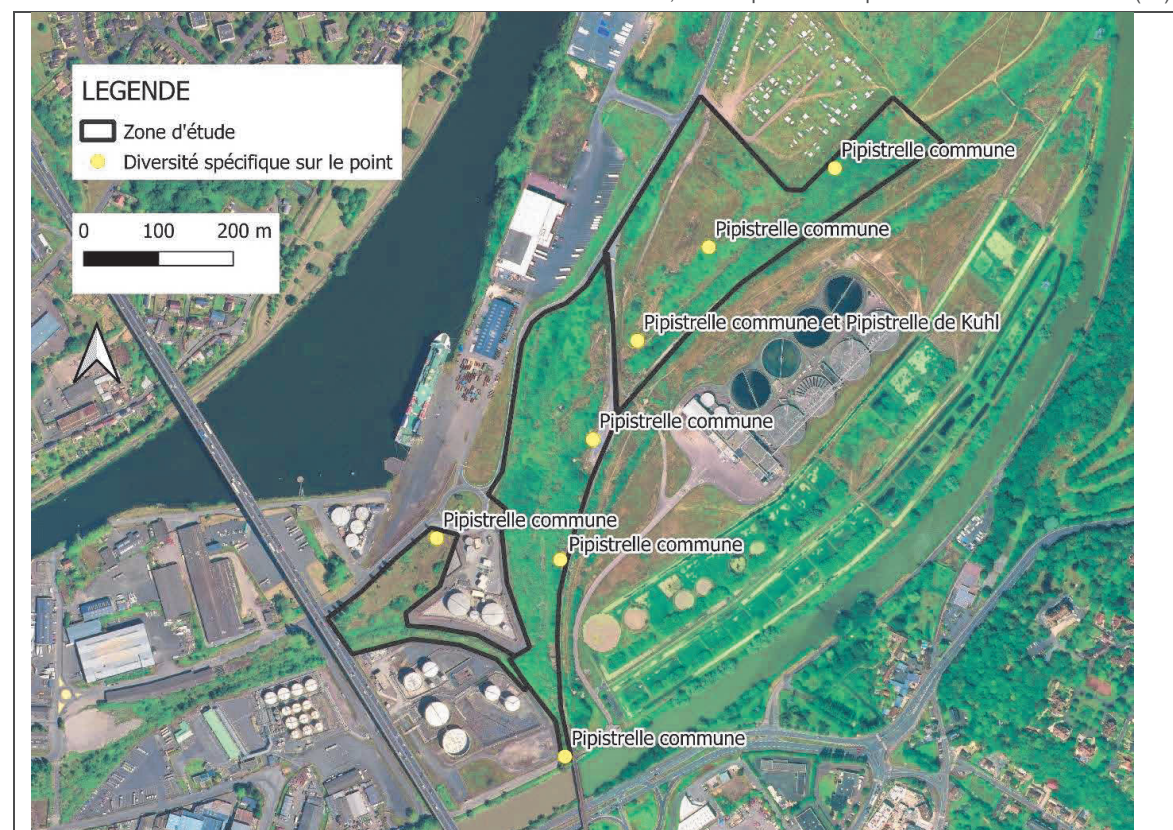 LEGENDE
Zone d'étude
Diversité spécifique sur le point
0 100 200 m
Pipistrelle commune
Pipistrelle commune
Pipistrelle commune et Pipistrelle de Kuhl
Pipistrelle commune
Pipistrelle commune
Pipistrelle commune
Pipistrelle commune